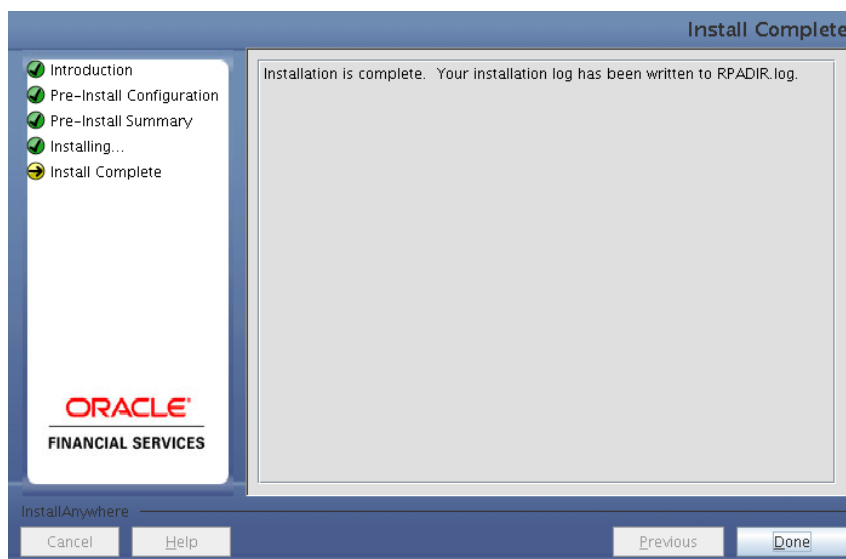 Install Complete
Introduction
Pre-Install Configuration
Pre-Install Summary
Installing...
Install Complete
Installation is complete.  Your installation log has been written to RPADIR.log.
ORACLE®
FINANCIAL SERVICES
InstallAnywhere
Cancel
Help
Previous
Done